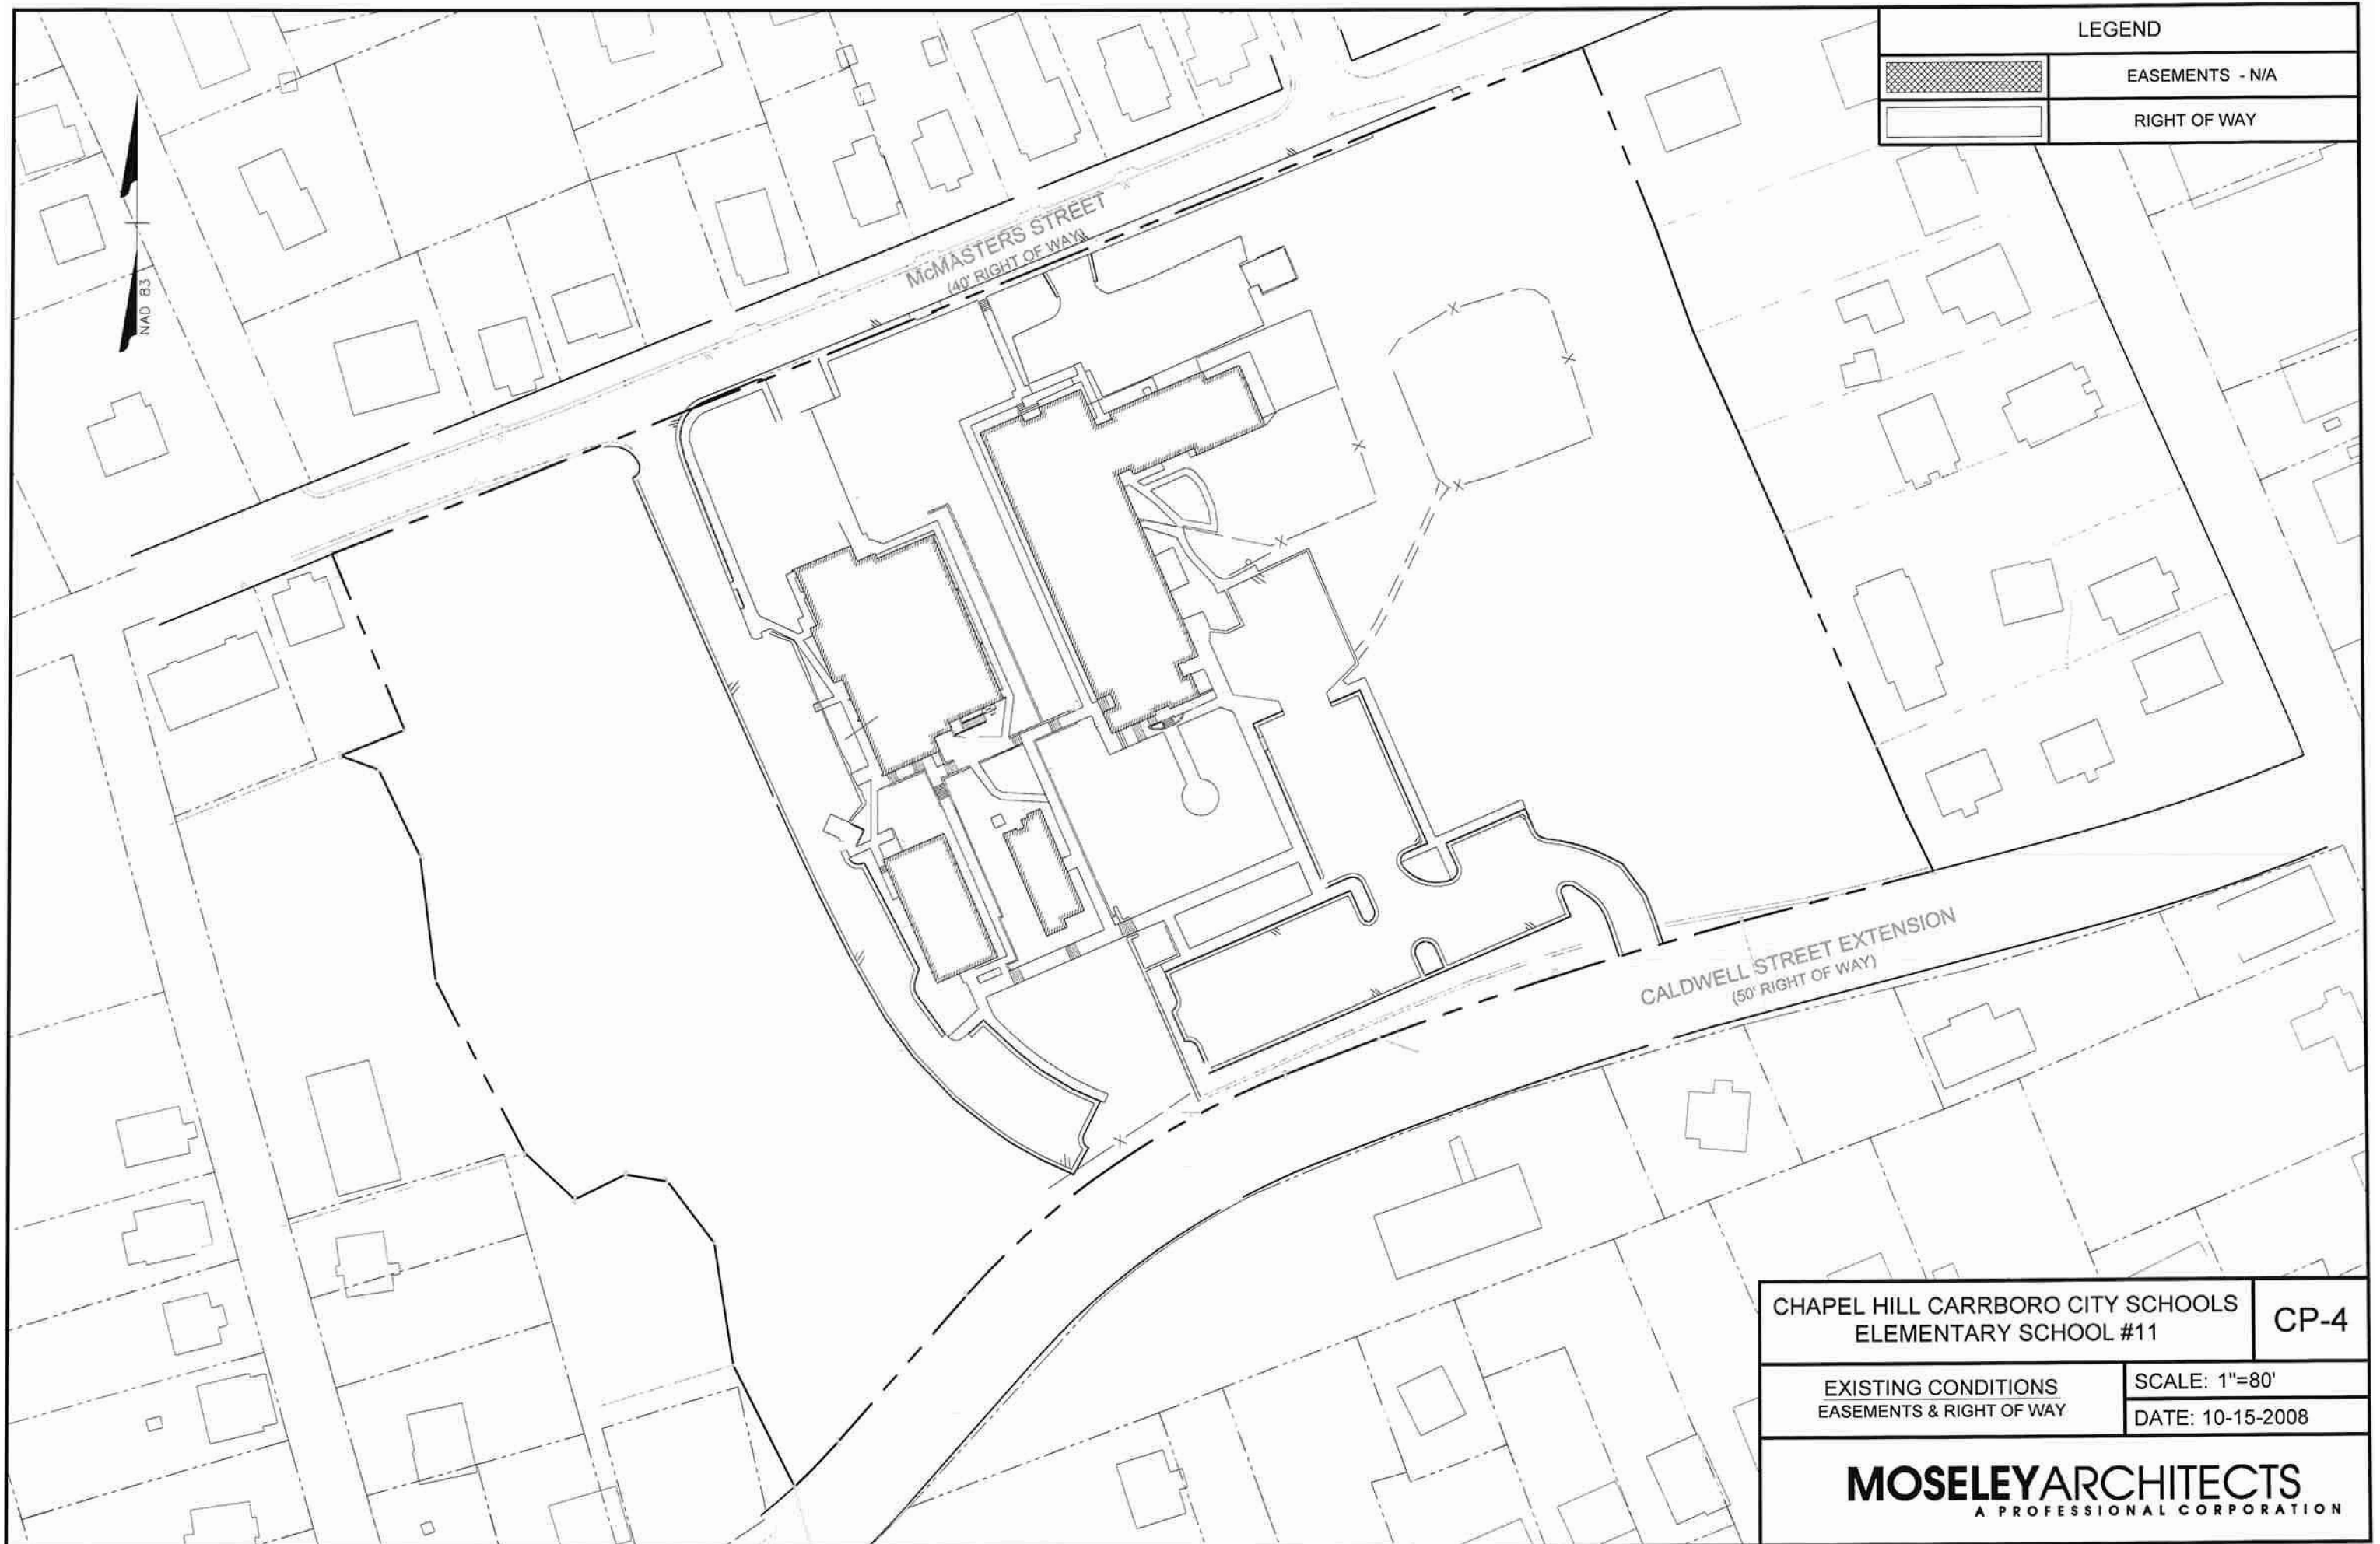 LEGEND
EASEMENTS - N/A
RIGHT OF WAY
NAD 83
McMASTERS STREET
(40' RIGHT OF WAY)
CALDWELL STREET EXTENSION
(50' RIGHT OF WAY)
CHAPEL HILL CARRBORO CITY SCHOOLS
ELEMENTARY SCHOOL #11
CP-4
EXISTING CONDITIONS
EASEMENTS & RIGHT OF WAY
SCALE: 1"=80'
DATE: 10-15-2008
MOSELEYARCHITECTS
A PROFESSIONAL CORPORATION